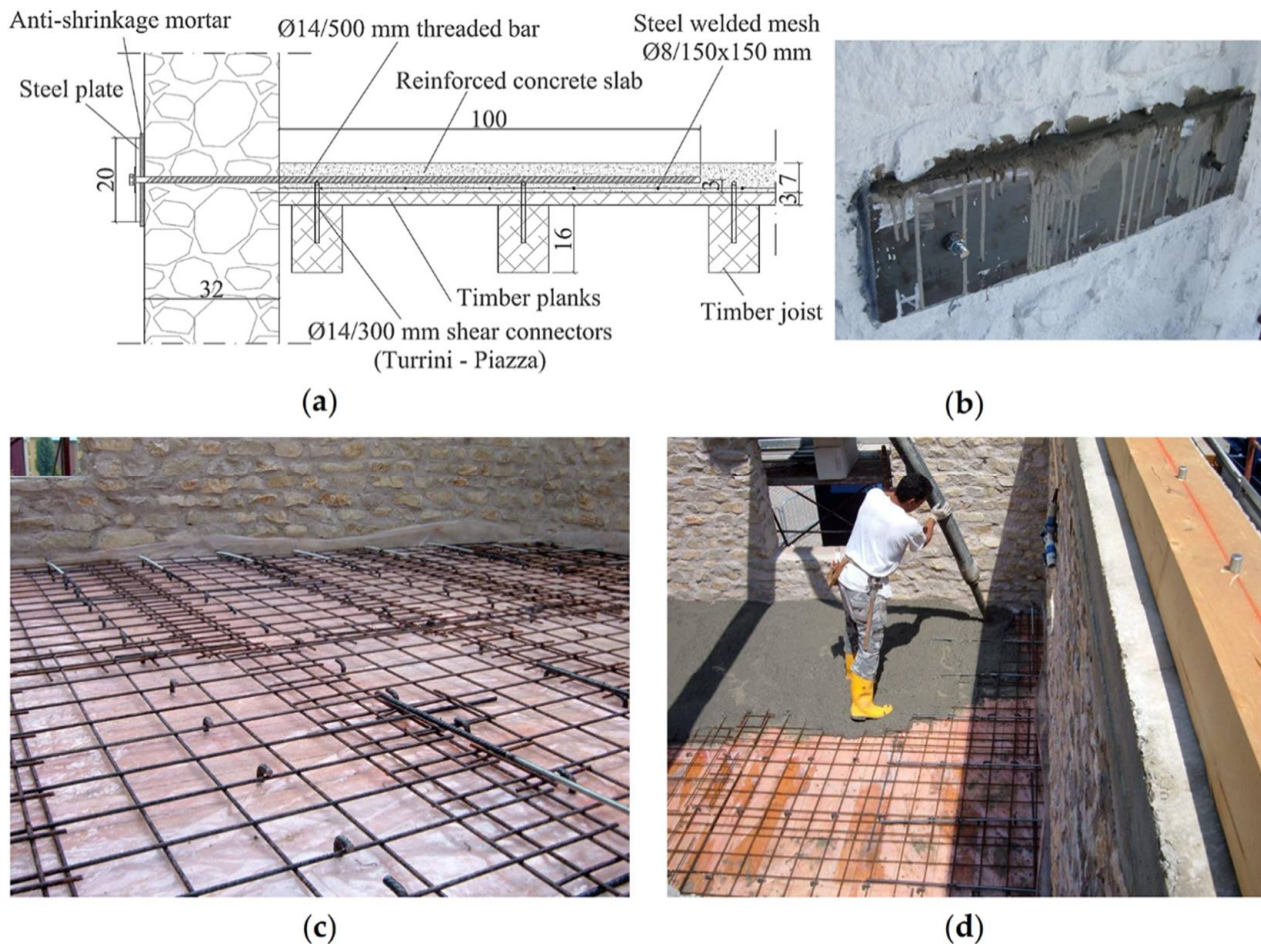 Anti-shrinkage mortar
Ø14/500 mm threaded bar
Steel welded mesh
Ø8/150x150 mm
Steel plate
Reinforced concrete slab
100
20
3
7
3
16
32
Timber planks
Timber joist
Ø14/300 mm shear connectors
(Turrini - Piazza)
(a)
(b)
(c)
(d)